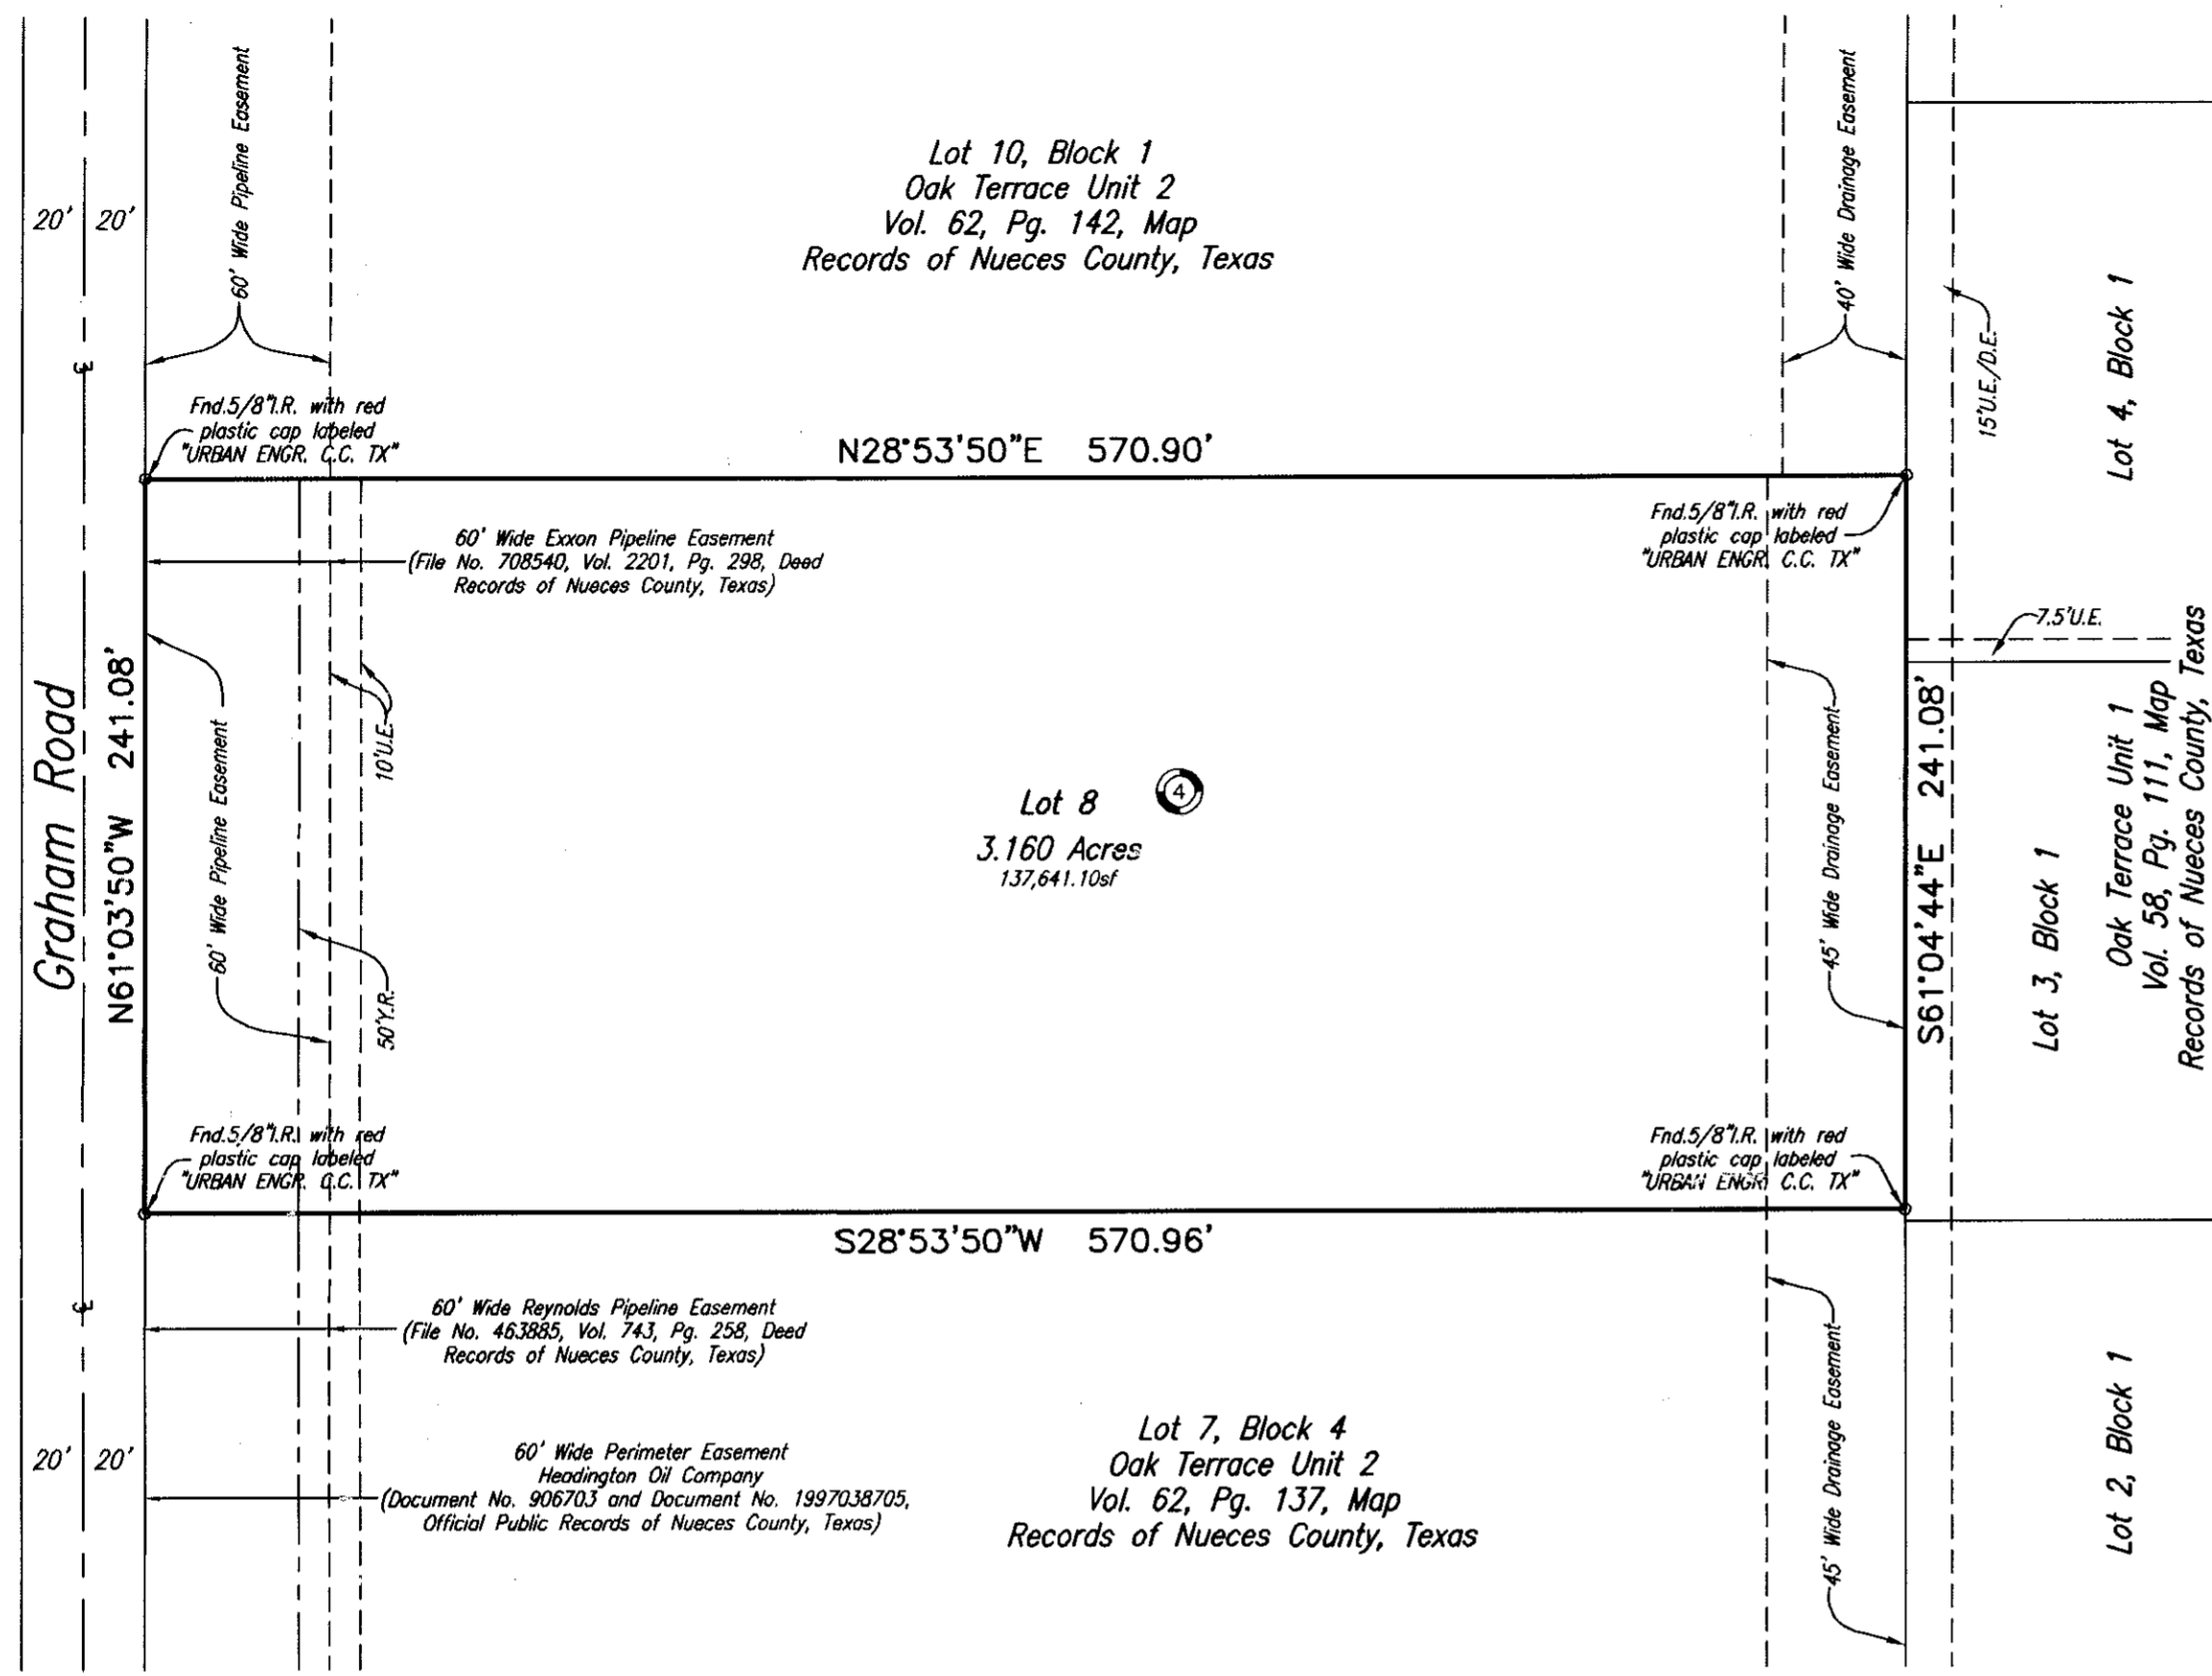 60' Wide Pipeline Easement
40' Wide Drainage Easement
Lot 10, Block 1
Oak Terrace Unit 2
Vol. 62, Pg. 142, Map
Records of Nueces County, Texas
20' 20'
15'U.E./D.E.
Lot 4, Block 1
Fnd.5/8"I.R. with red
plastic cap labeled
"URBAN ENGR. C.C. TX"
N28°53'50"E 570.90'
Fnd.5/8"I.R. with red
plastic cap labeled
"URBAN ENGR. C.C. TX"
60' Wide Exxon Pipeline Easement
(File No. 708540, Vol. 2201, Pg. 298, Deed
Records of Nueces County, Texas)
7.5'U.E.
Graham Road
N61°03'50"W 241.08'
60' Wide Pipeline Easement
10'U.E.
50'Y.R.
Lot 8 4
3.160 Acres
137,641.10sf
45' Wide Drainage Easement
S61°04'44"E 241.08'
Lot 3, Block 1
Oak Terrace Unit 1
Vol. 58, Pg. 111, Map
Records of Nueces County, Texas
Fnd.5/8"I.R. with red
plastic cap labeled
"URBAN ENGR. C.C. TX"
Fnd.5/8"I.R. with red
plastic cap labeled
"URBAN ENGR. C.C. TX"
S28°53'50"W 570.96'
60' Wide Reynolds Pipeline Easement
(File No. 463885, Vol. 743, Pg. 258, Deed
Records of Nueces County, Texas)
20' 20'
60' Wide Perimeter Easement
Headington Oil Company
(Document No. 906703 and Document No. 1997038705,
Official Public Records of Nueces County, Texas)
Lot 7, Block 4
Oak Terrace Unit 2
Vol. 62, Pg. 137, Map
Records of Nueces County, Texas
45' Wide Drainage Easement
Lot 2, Block 1